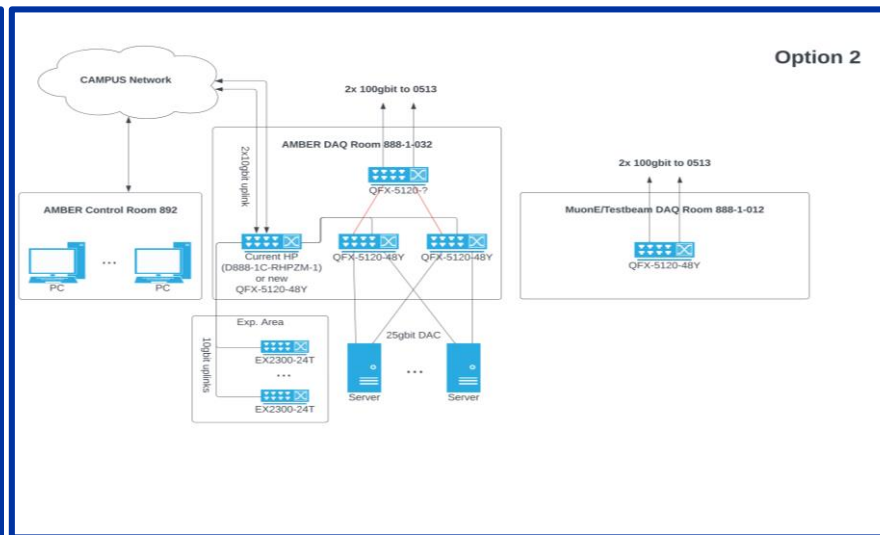 Option 2
CAMPUS Network
2x 100gbit to 0513
AMBER DAQ Room 888-1-032
2x10gbit uplink
QFX-5120-?
2x 100gbit to 0513
AMBER Control Room 892
MuonE/Testbeam DAQ Room 888-1-012
PC
...
PC
Current HP
(D888-1C-RHPZM-1)
or new
QFX-5120-48Y
QFX-5120-48Y
QFX-5120-48Y
QFX-5120-48Y
Exp. Area
10gbit uplinks
EX2300-24T
...
EX2300-24T
25gbit DAC
Server
...
Server